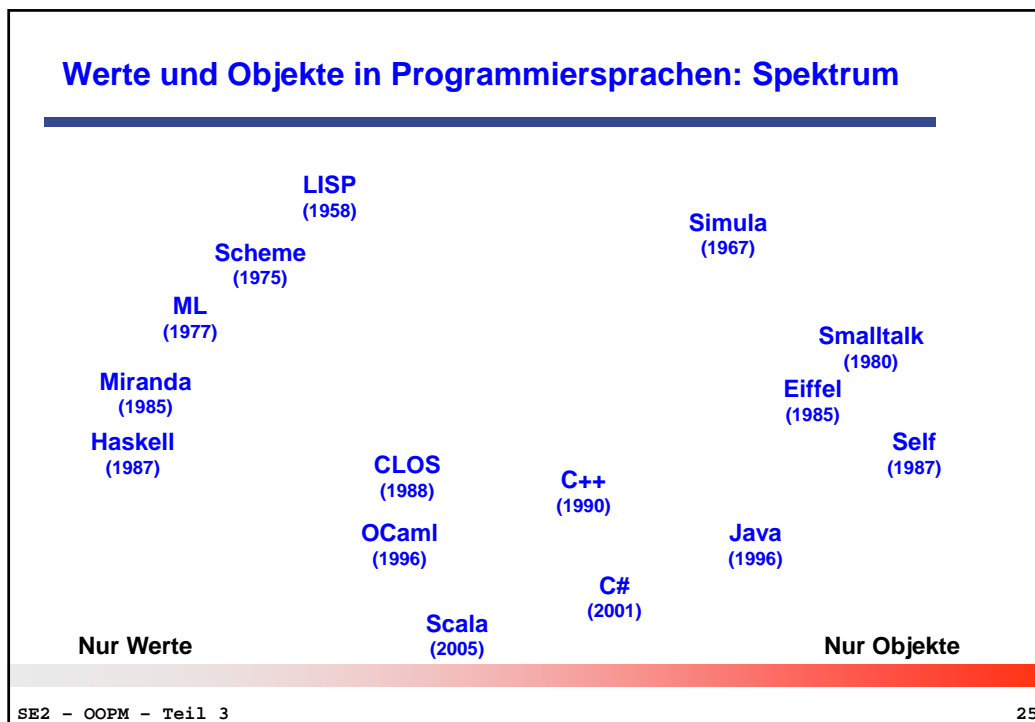 Werte und Objekte in Programmiersprachen: Spektrum
LISP
(1958)
Simula
(1967)
Scheme
(1975)
ML
(1977)
Smalltalk
(1980)
Miranda
(1985)
Eiffel
(1985)
Haskell
(1987)
Self
(1987)
CLOS
(1988)
C++
(1990)
OCaml
(1996)
Java
(1996)
C#
(2001)
Scala
(2005)
Nur Werte
Nur Objekte
SE2 – OOPM – Teil 3
25